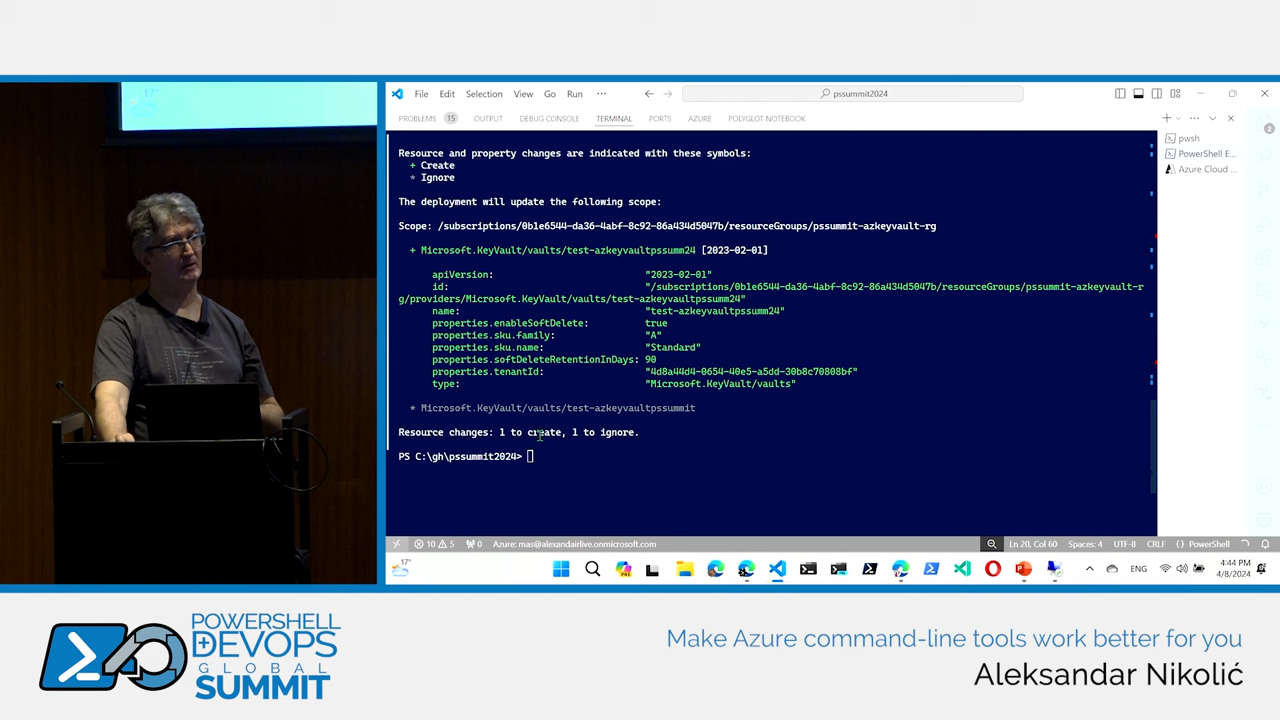 17°
File Edit Selection View Go Run ··· pssummit2024
PROBLEMS 15 OUTPUT DEBUG CONSOLE TERMINAL PORTS AZURE POLYGLOT NOTEBOOK
pwsh
PowerShell E...
Azure Cloud ...
2
Resource and property changes are indicated with these symbols:
+ Create
* Ignore
The deployment will update the following scope:
Scope: /subscriptions/0b1e6544-da36-4abf-8c92-86a434d5047b/resourceGroups/pssummit-azkeyvault-rg
+ Microsoft.KeyVault/vaults/test-azkeyvaultpssumm24 [2023-02-01]
apiVersion: "2023-02-01"
id: "/subscriptions/0b1e6544-da36-4abf-8c92-86a434d5047b/resourceGroups/pssummit-azkeyvault-r
g/providers/Microsoft.KeyVault/vaults/test-azkeyvaultpssumm24"
name: "test-azkeyvaultpssumm24"
properties.enableSoftDelete: true
properties.sku.family: "A"
properties.sku.name: "Standard"
properties.softDeleteRetentionInDays: 90
properties.tenantId: "4d8a44d4-0654-40e5-a5dd-30b8c70808bf"
type: "Microsoft.KeyVault/vaults"
* Microsoft.KeyVault/vaults/test-azkeyvaultpssummit
Resource changes: 1 to create, 1 to ignore.
PS C:\gh\pssummit2024>
10 5 0 Azure: mas@alexandairlive.onmicrosoft.com Ln 20, Col 60 Spaces: 4 UTF-8 CRLF {} PowerShell
17° ENG 4:44 PM
4/8/2024
POWERSHELL
DEVOPS
GLOBAL
SUMMIT
Make Azure command-line tools work better for you
Aleksandar Nikolić